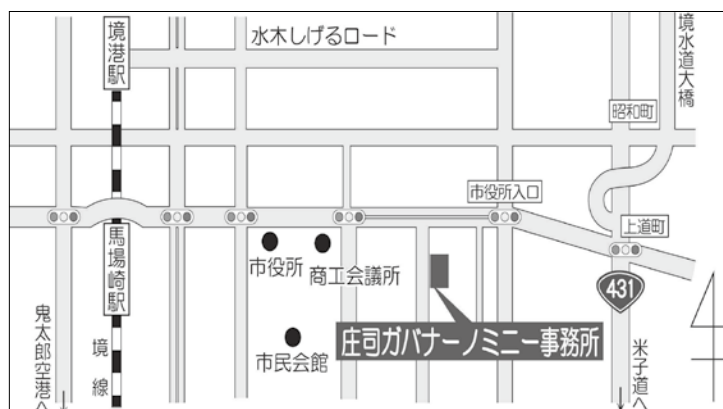 境港駅
水木しげるロード
境水道大橋
昭和町
市役所入口
上道町
馬場崎駅
市役所
商工会議所
431
庄司ガバナーノミニー事務所
市民会館
鬼太郎空港へ
境線
米子道へ